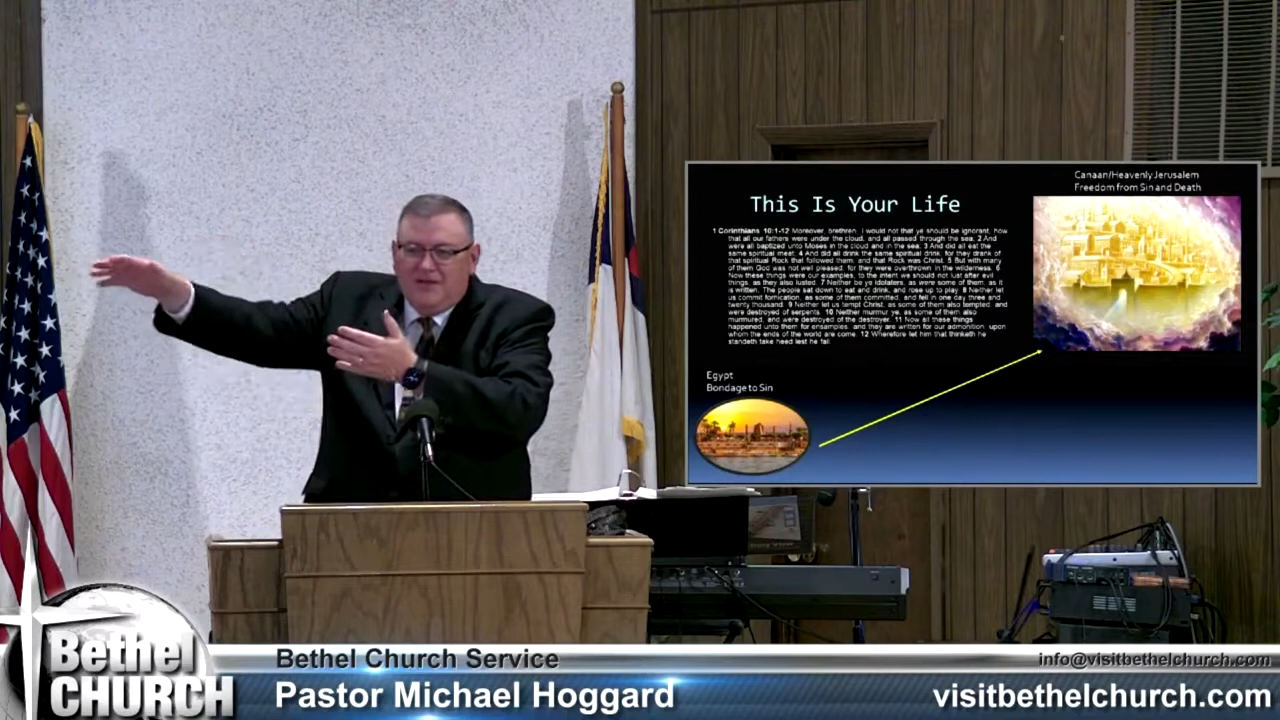 Canaan/Heavenly Jerusalem
Freedom from Sin and Death
This Is Your Life
1 Corinthians 10:1-12 Moreover, brethren, I would not that ye should be ignorant, how
that all our fathers were under the cloud, and all passed through the sea; 2 And
were all baptized unto Moses in the cloud and in the sea; 3 And did all eat the
same spiritual meat; 4 And did all drink the same spiritual drink: for they drank of
that spiritual Rock that followed them: and that Rock was Christ. 5 But with many
of them God was not well pleased: for they were overthrown in the wilderness. 6
Now these things were our examples, to the intent we should not lust after evil
things, as they also lusted. 7 Neither be ye idolaters, as were some of them; as it
is written, The people sat down to eat and drink, and rose up to play. 8 Neither let
us commit fornication, as some of them committed, and fell in one day three and
twenty thousand. 9 Neither let us tempt Christ, as some of them also tempted, and
were destroyed of serpents. 10 Neither murmur ye, as some of them also
murmured, and were destroyed of the destroyer. 11 Now all these things
happened unto them for ensamples: and they are written for our admonition, upon
whom the ends of the world are come. 12 Wherefore let him that thinketh he
standeth take heed lest he fall.
Egypt
Bondage to Sin
Bethel
CHURCH
Bethel Church Service
Pastor Michael Hoggard
info@visitbethelchurch.com
visitbethelchurch.com